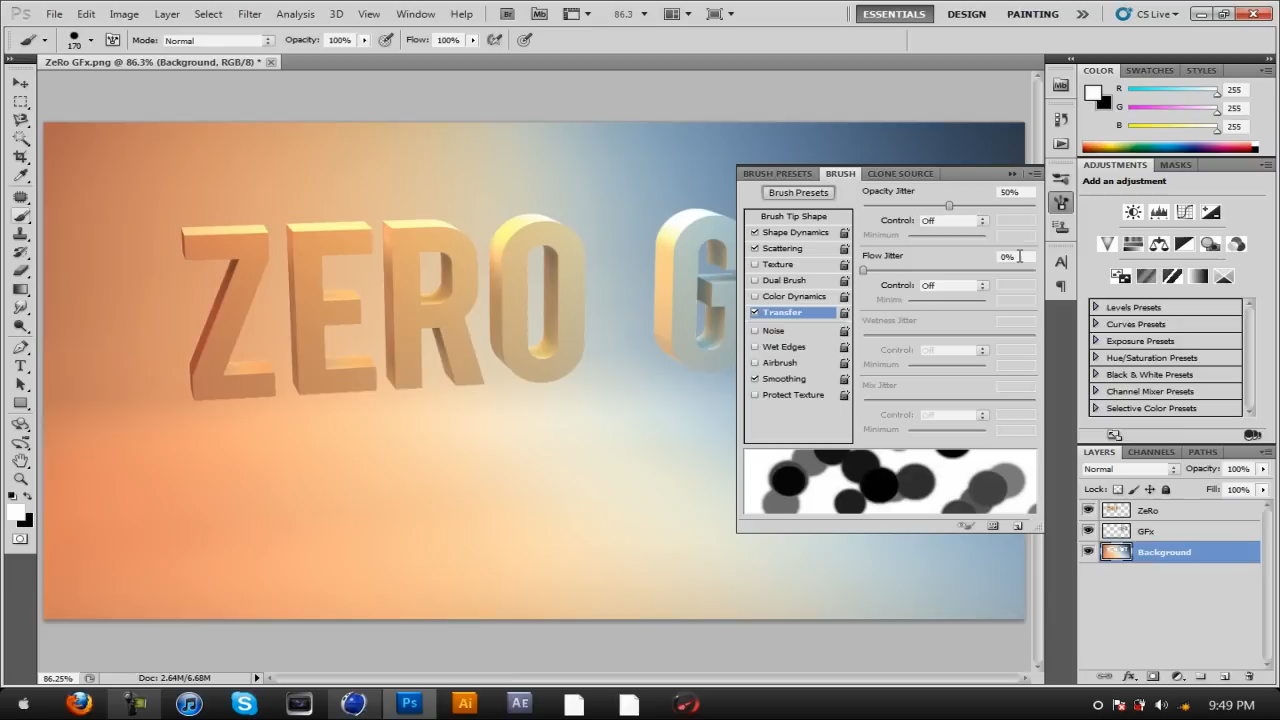 Ps File Edit Image Layer Select Filter Analysis 3D View Window Help Br Mb 86.3 ESSENTIALS DESIGN PAINTING CS Live
170 Mode: Normal Opacity: 100% Flow: 100%
ZeRo GFx.png @ 86.3% (Background, RGB/8) *
ZERO G
BRUSH PRESETS BRUSH CLONE SOURCE
Brush Presets
Brush Tip Shape
Shape Dynamics
Scattering
Texture
Dual Brush
Color Dynamics
Transfer
Noise
Wet Edges
Airbrush
Smoothing
Protect Texture
Opacity Jitter 50%
Control: Off
Minimum
Flow Jitter 0%
Control: Off
Minim
Wetness Jitter
Control: Off
Minimum
Mix Jitter
Control: Off
Minimum
Mb
A
COLOR SWATCHES STYLES
R 255
G 255
B 255
ADJUSTMENTS MASKS
Add an adjustment
Levels Presets
Curves Presets
Exposure Presets
Hue/Saturation Presets
Black & White Presets
Channel Mixer Presets
Selective Color Presets
LAYERS CHANNELS PATHS
Normal Opacity: 100%
Lock: Fill: 100%
ZeRo
GFx
Background
fx
T
86.25% Doc: 2.64M/6.68M
Ps Ai AE 9:49 PM